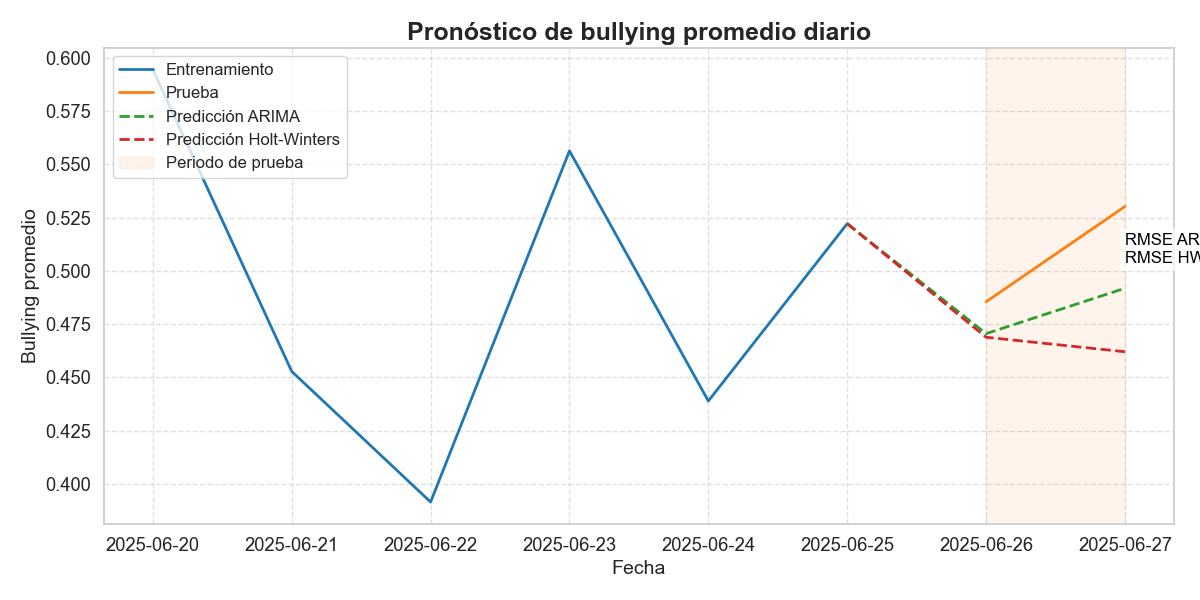 Pronóstico de bullying promedio diario
0.600
0.575
0.550
0.525
0.500
0.475
0.450
0.425
0.400
Bullying promedio
Entrenamiento
Prueba
Predicción ARIMA
Predicción Holt-Winters
Periodo de prueba
RMSE AR
RMSE HW
2025-06-20 2025-06-21 2025-06-22 2025-06-23 2025-06-24 2025-06-25 2025-06-26 2025-06-27
Fecha